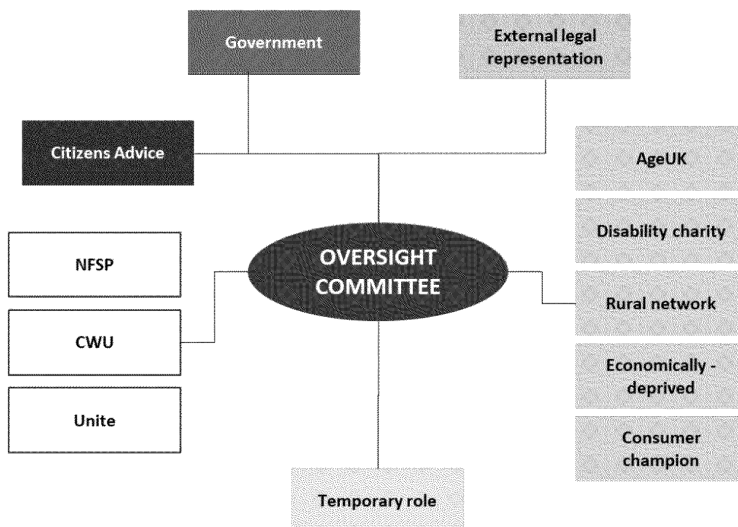 Government
External legal
representation
Citizens Advice
AgeUK
Disability charity
NFSP
OVERSIGHT
COMMITTEE
Rural network
CWU
Economically -
deprived
Unite
Consumer
champion
Temporary role